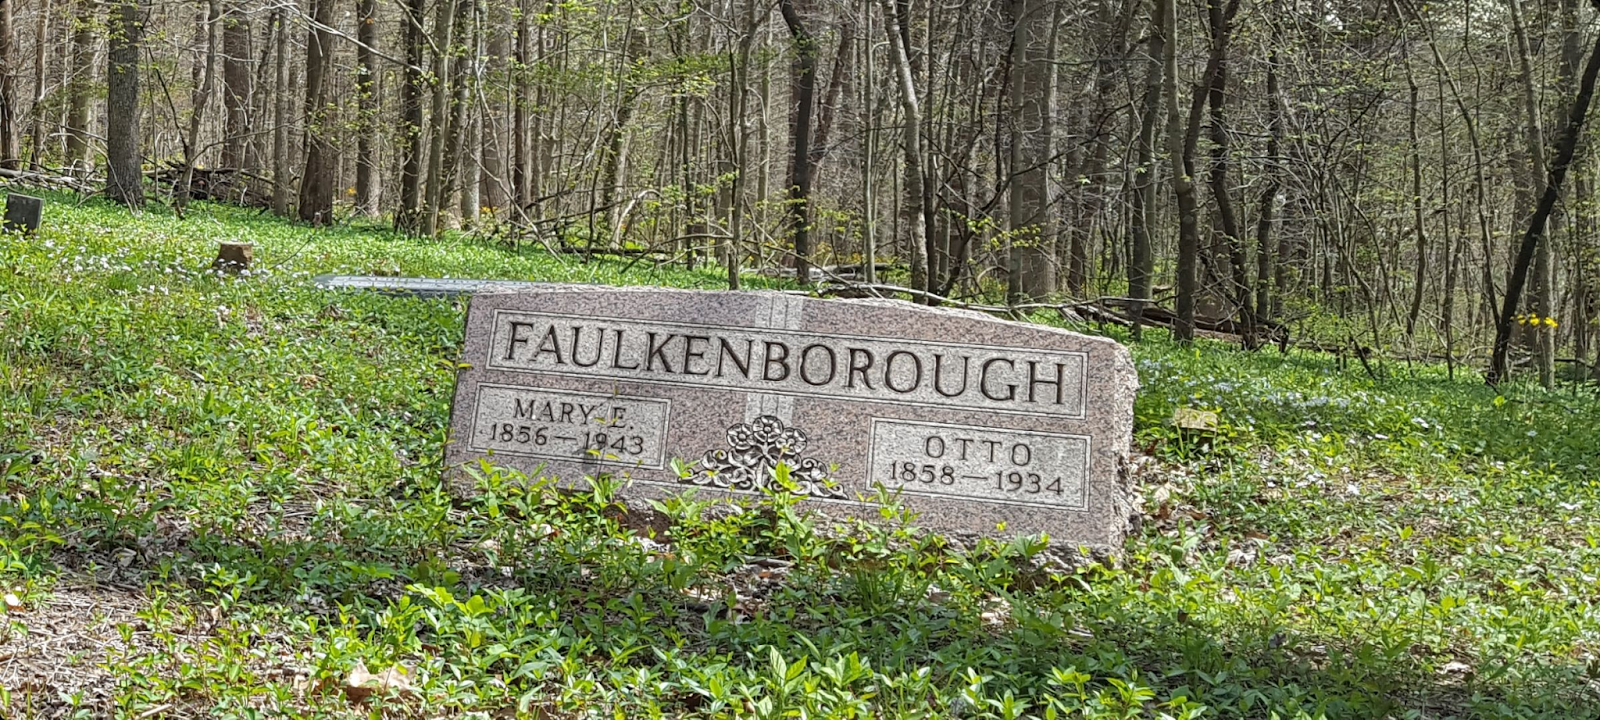 FAULKENBOROUGH
MARY E.
1856–1943
OTTO
1858–1934